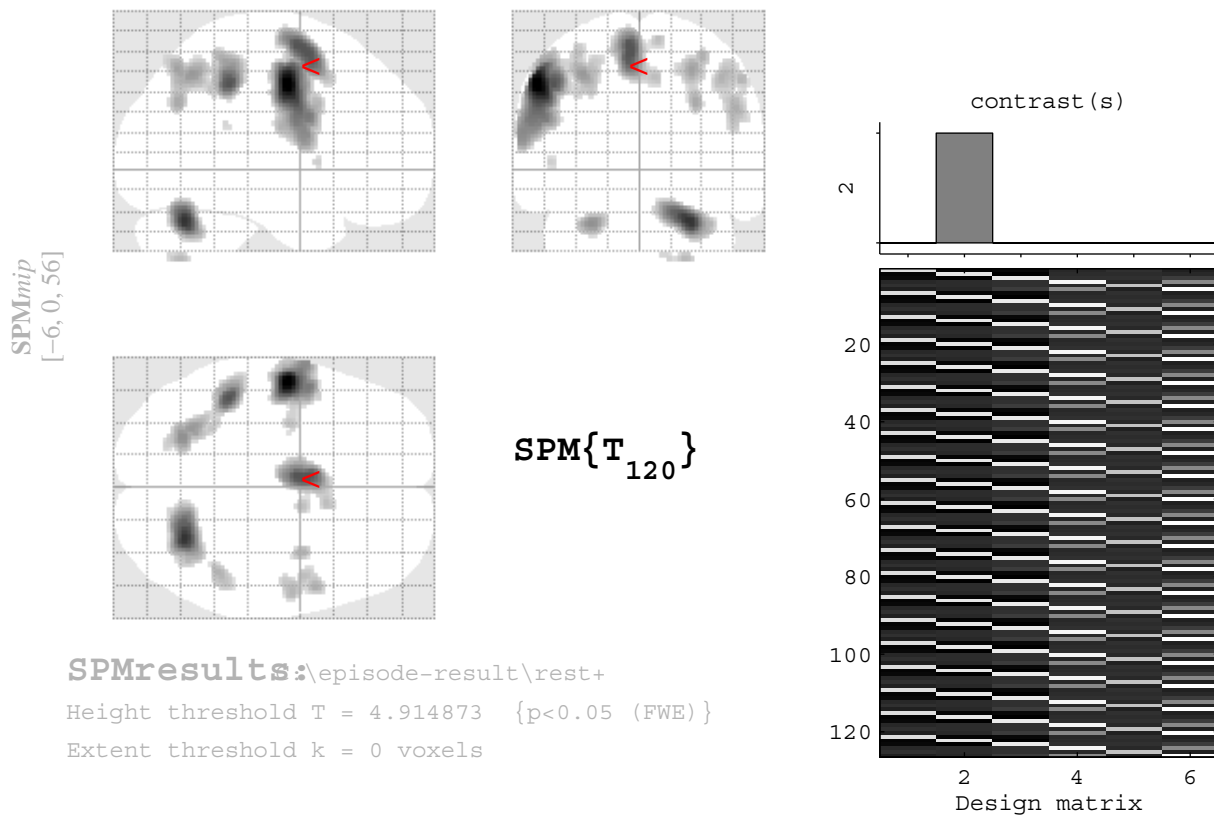 SPMmip
[−6, 0, 56]
<
<
<
SPM{T120}
contrast(s)
2
20
40
60
80
100
120
2 4 6
Design matrix
SPMresults: \episode−result\rest+
Height threshold T = 4.914873 {p<0.05 (FWE)}
Extent threshold k = 0 voxels